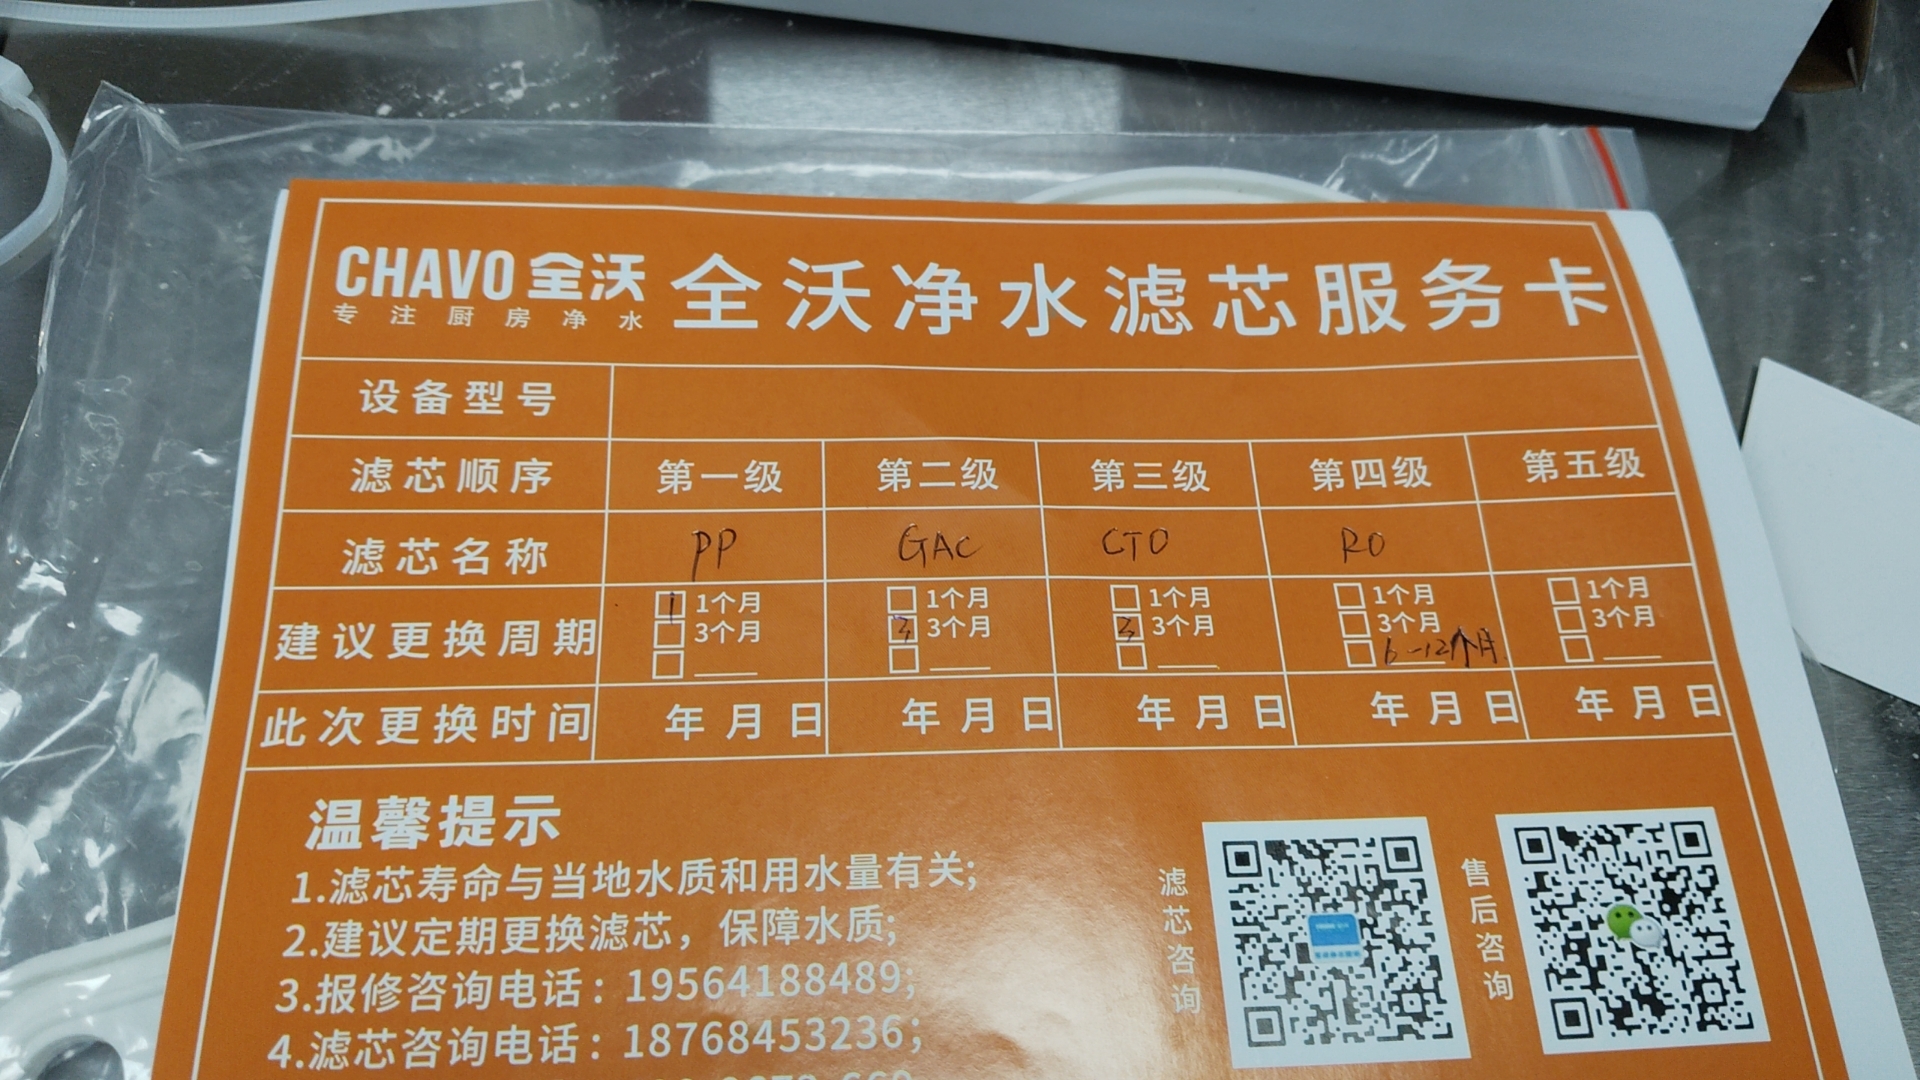 CHAVO 全沃
专注厨房净水
全沃净水滤芯服务卡
设备型号
滤芯顺序 第一级 第二级 第三级 第四级 第五级
滤芯名称 PP GAC CTO RO
建议更换周期
1 1个月 1个月 1个月 1个月 1个月
3个月 3 3个月 3 3个月 3个月 3个月
6-12个月
此次更换时间 年月日 年月日 年月日 年月日 年月日
温馨提示
1.滤芯寿命与当地水质和用水量有关;
2.建议定期更换滤芯，保障水质;
3.报修咨询电话：19564188489;
4.滤芯咨询电话：18768453236;
滤芯咨询
售后咨询